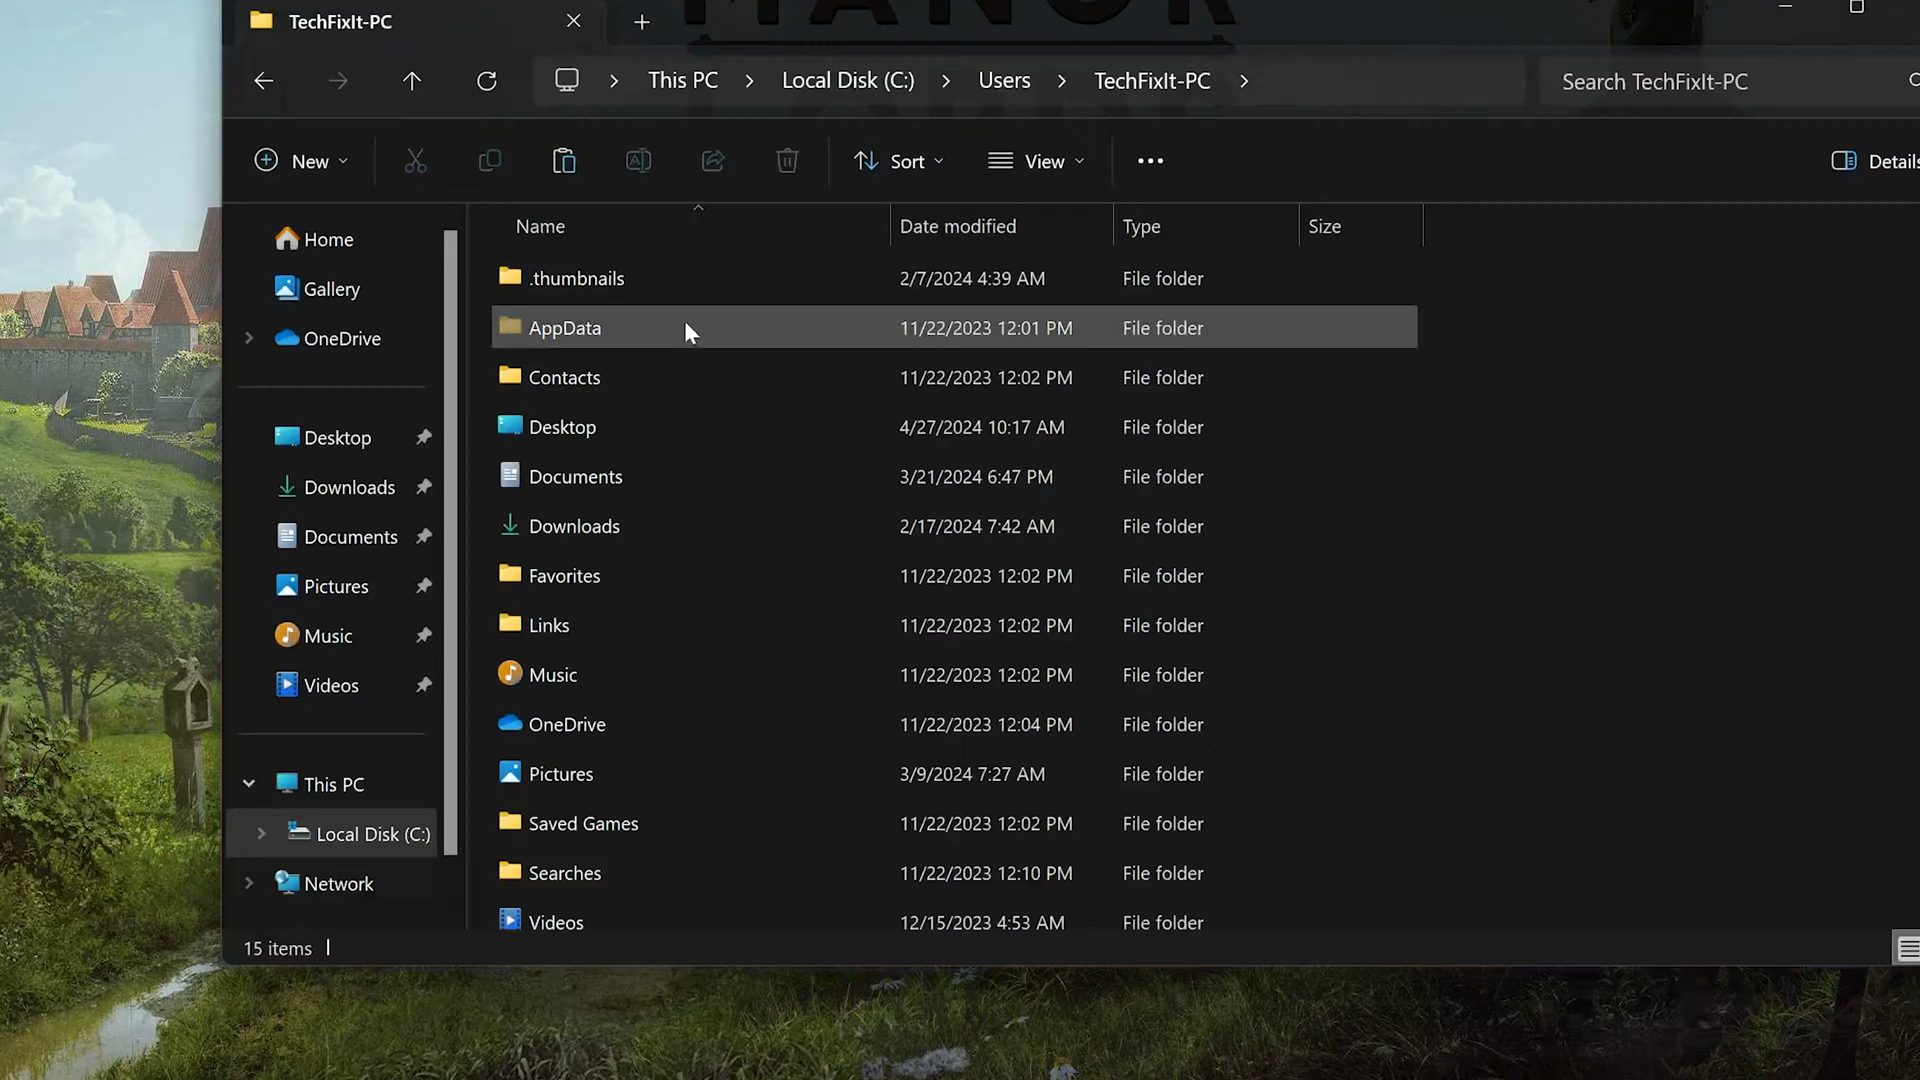 MANOR
TechFixIt-PC
This PC > Local Disk (C:) > Users > TechFixIt-PC >
Search TechFixIt-PC
New
Sort
View
Details
Home
Gallery
OneDrive
Desktop
Downloads
Documents
Pictures
Music
Videos
This PC
Local Disk (C:)
Network
Name Date modified Type Size
.thumbnails 2/7/2024 4:39 AM File folder
AppData 11/22/2023 12:01 PM File folder
Contacts 11/22/2023 12:02 PM File folder
Desktop 4/27/2024 10:17 AM File folder
Documents 3/21/2024 6:47 PM File folder
Downloads 2/17/2024 7:42 AM File folder
Favorites 11/22/2023 12:02 PM File folder
Links 11/22/2023 12:02 PM File folder
Music 11/22/2023 12:02 PM File folder
OneDrive 11/22/2023 12:04 PM File folder
Pictures 3/9/2024 7:27 AM File folder
Saved Games 11/22/2023 12:02 PM File folder
Searches 11/22/2023 12:10 PM File folder
Videos 12/15/2023 4:53 AM File folder
15 items